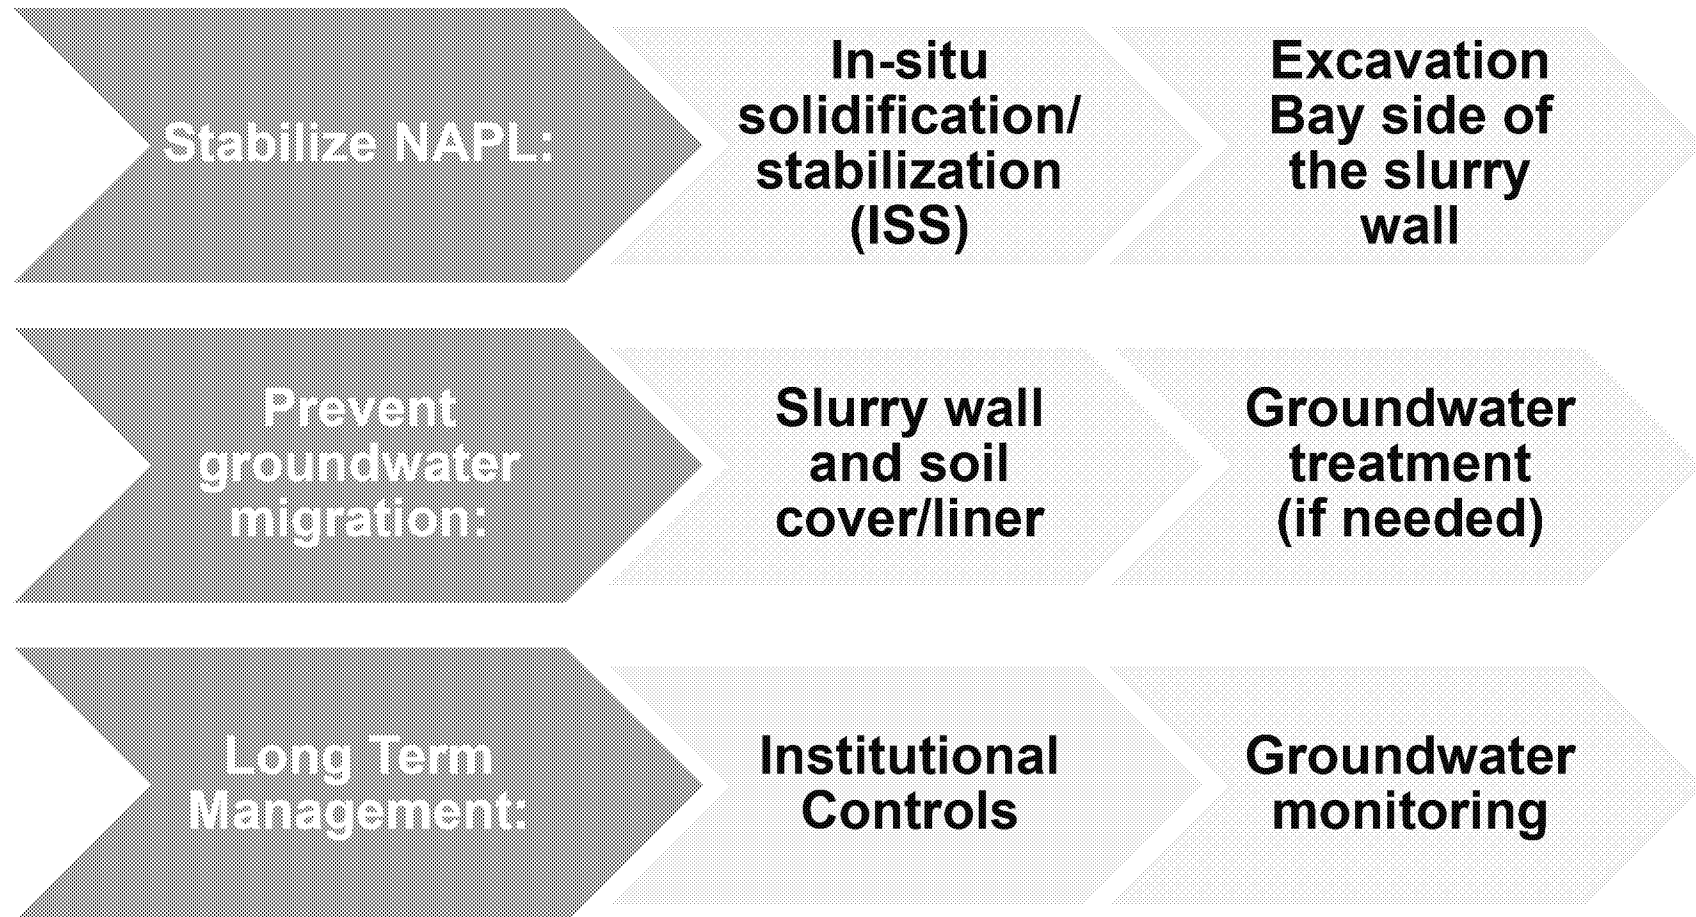 Stabilize NAPL:
In-situ
solidification/
stabilization
(ISS)
Excavation
Bay side of
the slurry
wall
Prevent
groundwater
migration:
Slurry wall
and soil
cover/liner
Groundwater
treatment
(if needed)
Long Term
Management:
Institutional
Controls
Groundwater
monitoring